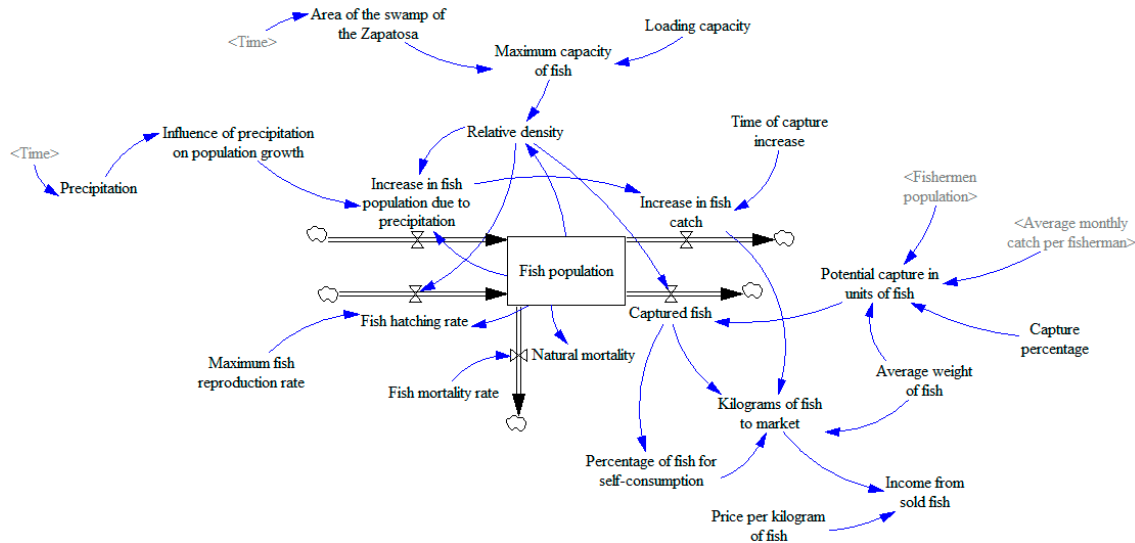 Area of the swamp of
the Zapatosa
<Time>
Loading capacity
Maximum capacity
of fish
Influence of precipitation
on population growth
Relative density
Time of capture
increase
<Time>
Precipitation
Increase in fish
population due to
precipitation
Increase in fish
catch
<Fishermen
population>
<Average monthly
catch per fisherman>
Fish population
Potential capture in
units of fish
Fish hatching rate
Captured fish
Natural mortality
Maximum fish
reproduction rate
Capture
percentage
Fish mortality rate
Average weight
of fish
Kilograms of fish
to market
Percentage of fish for
self-consumption
Income from
sold fish
Price per kilogram
of fish